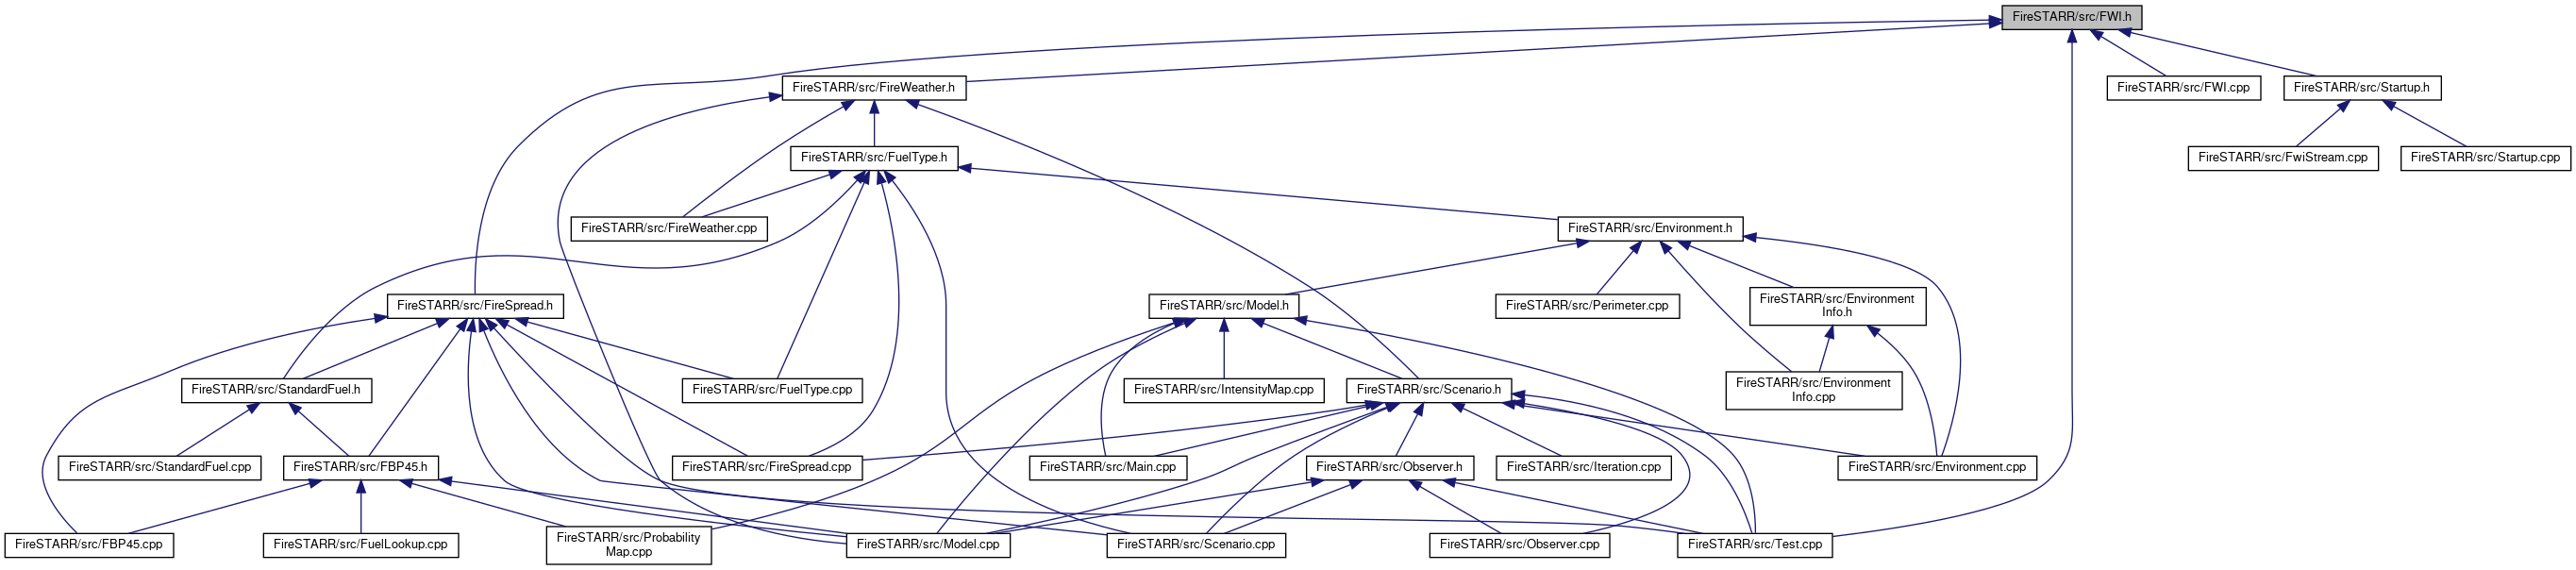 FireSTARR/src/FWI.h
FireSTARR/src/FireWeather.h
FireSTARR/src/FWI.cpp
FireSTARR/src/Startup.h
FireSTARR/src/FuelType.h
FireSTARR/src/FwiStream.cpp
FireSTARR/src/Startup.cpp
FireSTARR/src/FireWeather.cpp
FireSTARR/src/Environment.h
FireSTARR/src/FireSpread.h
FireSTARR/src/Model.h
FireSTARR/src/Perimeter.cpp
FireSTARR/src/Environment
Info.h
FireSTARR/src/StandardFuel.h
FireSTARR/src/FuelType.cpp
FireSTARR/src/IntensityMap.cpp
FireSTARR/src/Scenario.h
FireSTARR/src/Environment
Info.cpp
FireSTARR/src/StandardFuel.cpp
FireSTARR/src/FBP45.h
FireSTARR/src/FireSpread.cpp
FireSTARR/src/Main.cpp
FireSTARR/src/Observer.h
FireSTARR/src/Iteration.cpp
FireSTARR/src/Environment.cpp
FireSTARR/src/FBP45.cpp
FireSTARR/src/FuelLookup.cpp
FireSTARR/src/Probability
Map.cpp
FireSTARR/src/Model.cpp
FireSTARR/src/Scenario.cpp
FireSTARR/src/Observer.cpp
FireSTARR/src/Test.cpp